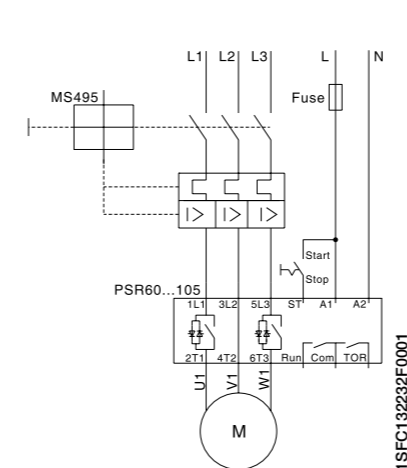 L1 L2 L3 L N
MS495
Fuse
I> I> I>
Start
Stop
PSR60...105
1L1 3L2 5L3 ST A1 A2
2T1 4T2 6T3 Run Com TOR
U1 V1 W1
M
1SFC132232F0001